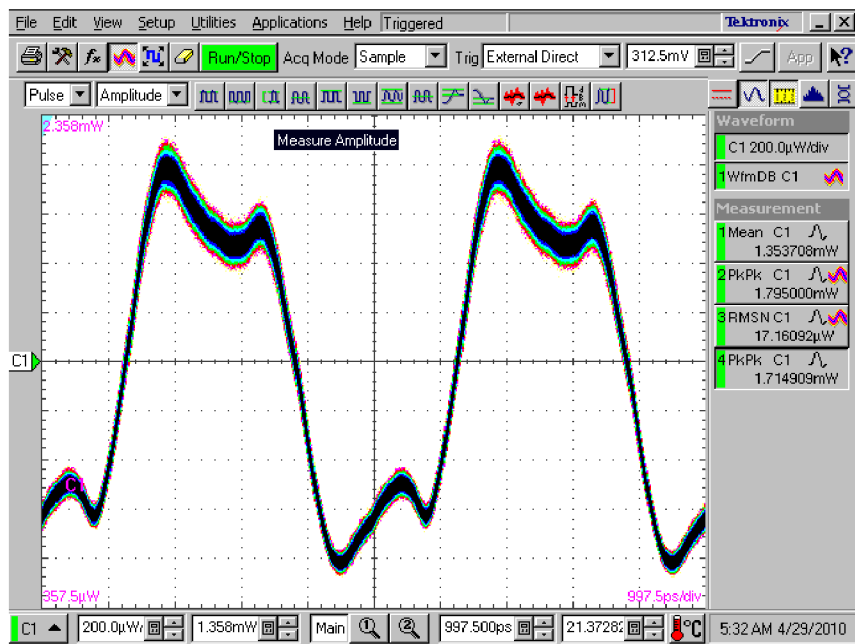 File Edit View Setup Utilities Applications Help Triggered Tektronix
Run/Stop Acq Mode Sample Trig External Direct 312.5mV App
Pulse Amplitude
2.358mW
Measure Amplitude
Waveform
C1 200.0µW/div
1 WfmDB C1
Measurement
1 Mean C1
1.353708mW
2 PkPk C1
1.795000mW
3 RMSN C1
17.16092µW
4 PkPk C1
1.714909mW
C1
C1
357.5µW
997.5ps/div
C1 200.0µW/ 1.358mW Main 1 2 997.500ps 21.3728 °C 5:32 AM 4/29/2010